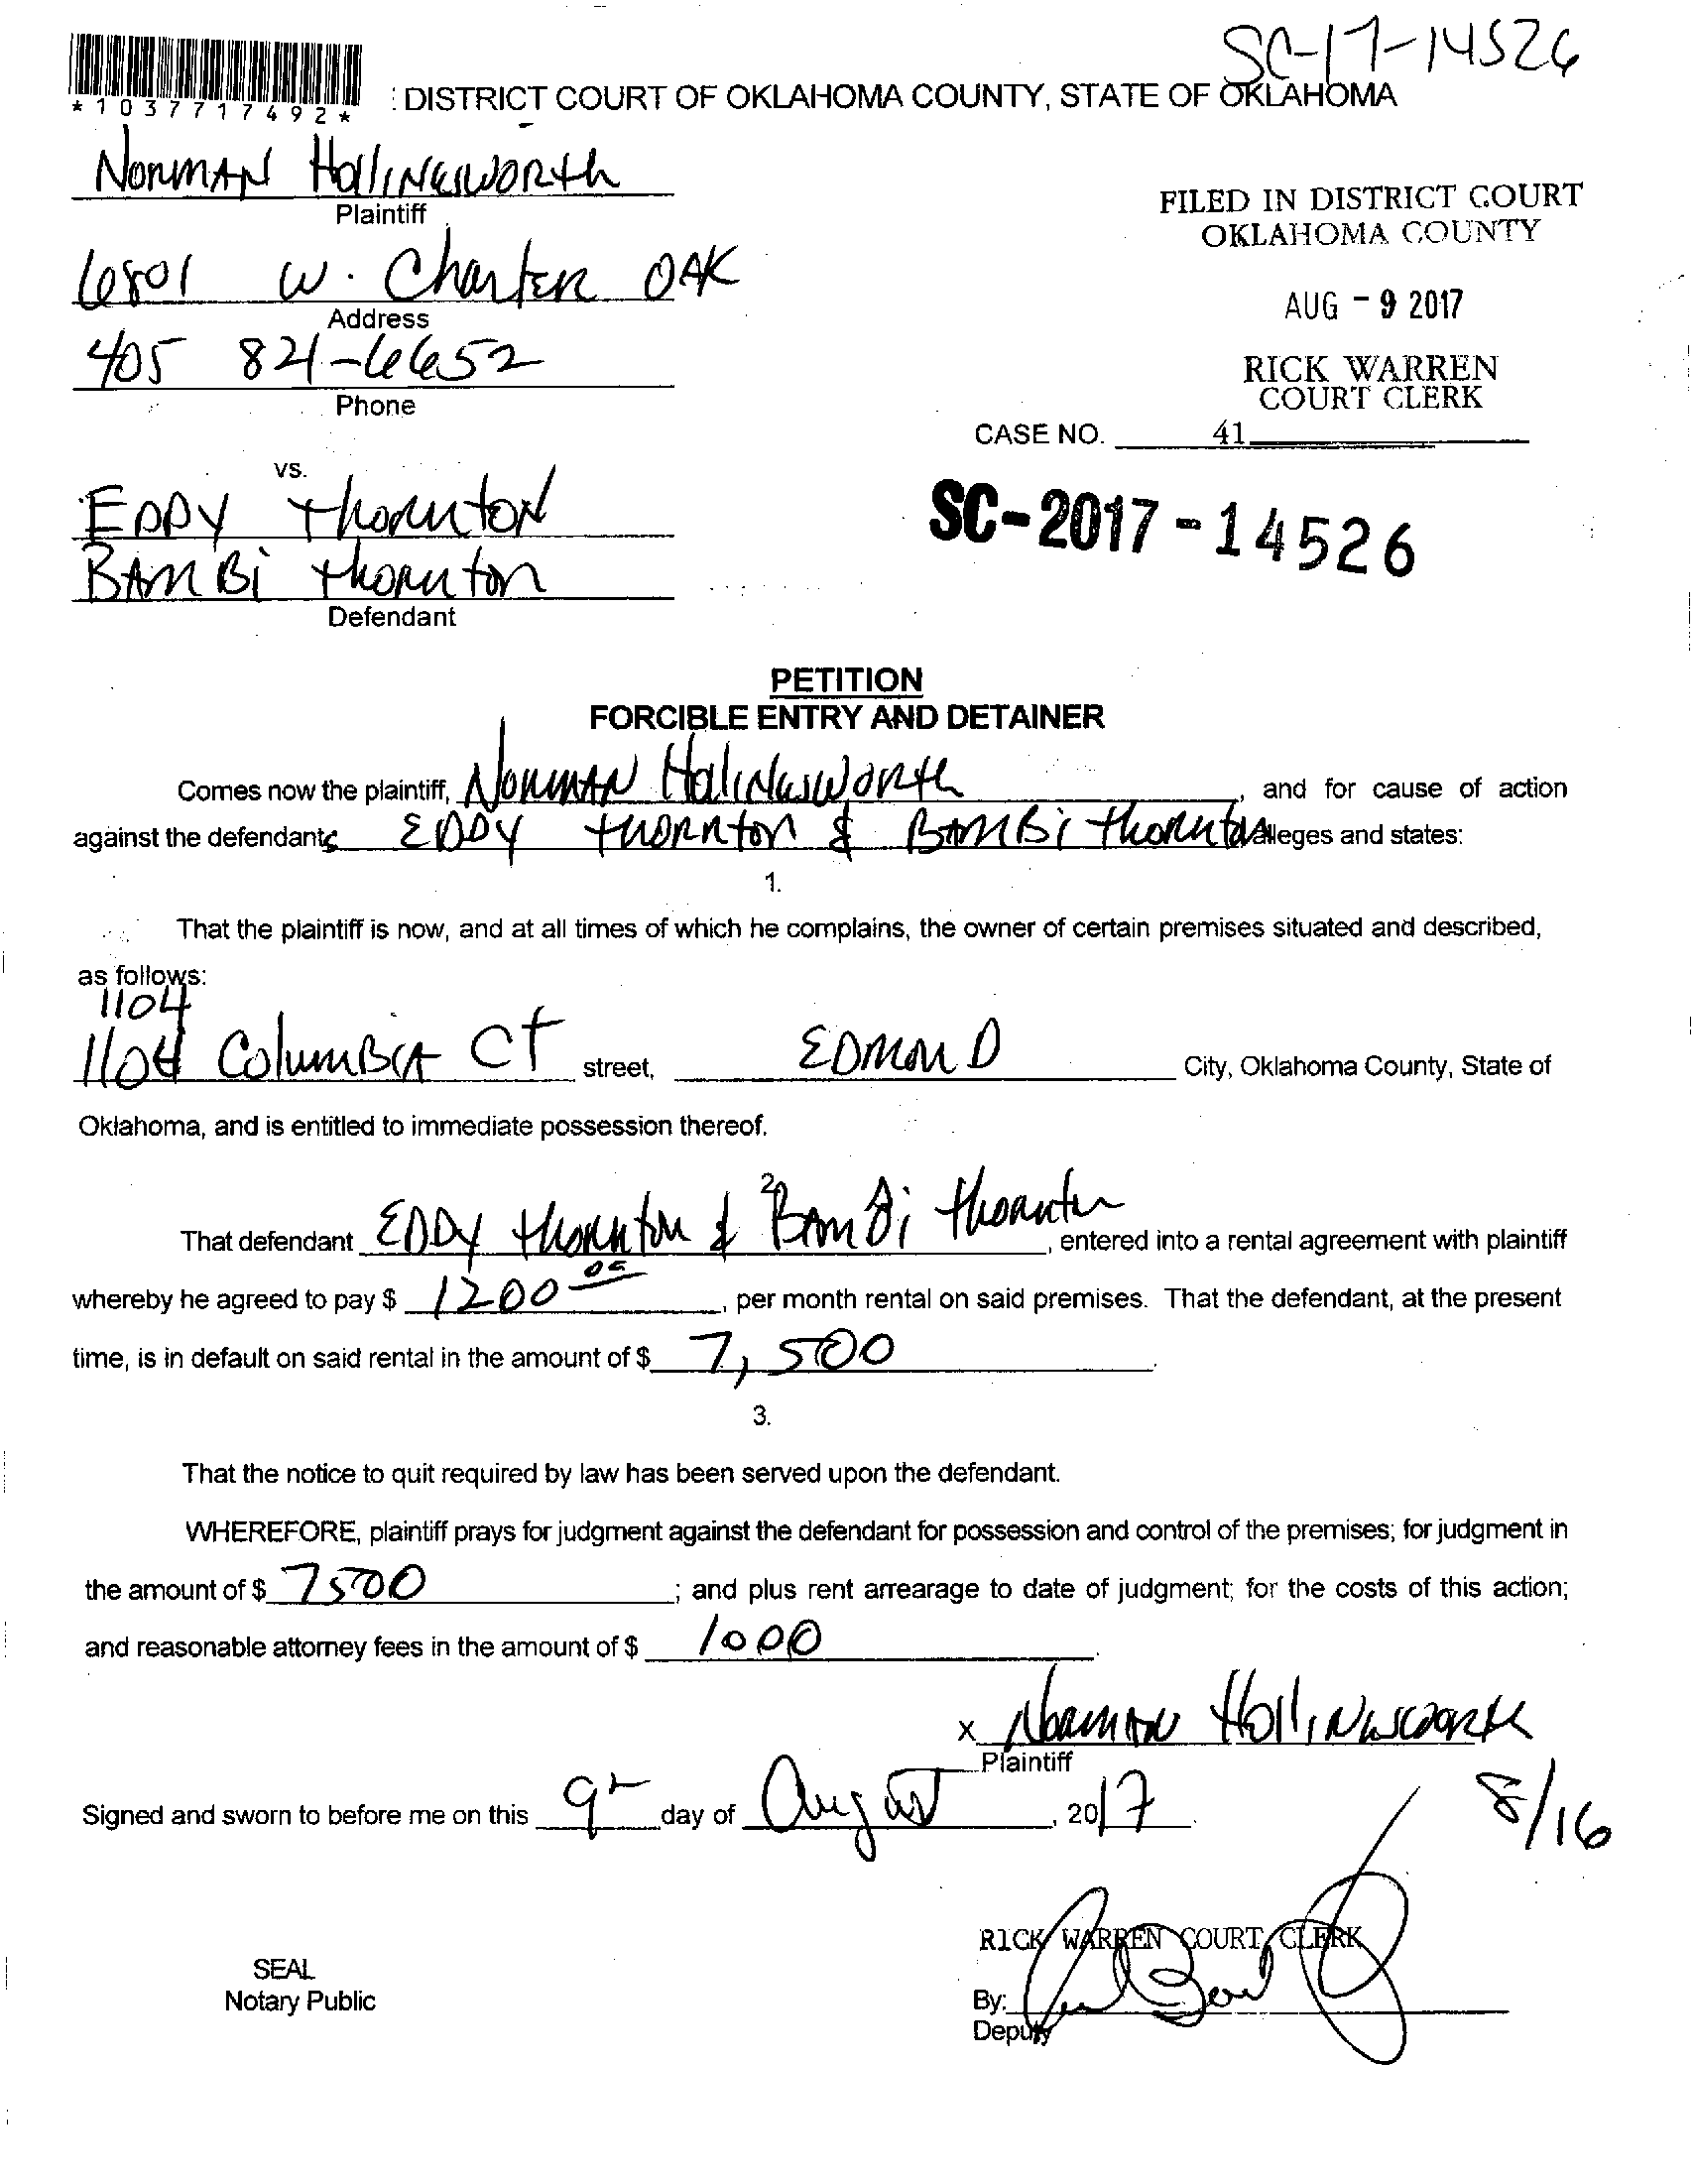 SC-17-14526
*1037717492*
: DISTRICT COURT OF OKLAHOMA COUNTY, STATE OF OKLAHOMA
NORMAN HOLLINGSWORTH
Plaintiff
FILED IN DISTRICT COURT
OKLAHOMA COUNTY
6801 W. Charter OAK
Address
AUG - 9 2017
405 821-6652
Phone
RICK WARREN
COURT CLERK
CASE NO. 41
vs.
EDDY Thornton
BAMBi Thornton
Defendant
SC-2017-14526
PETITION
FORCIBLE ENTRY AND DETAINER
Comes now the plaintiff, NORMAN HOLLINGSWORTH, and for cause of action
against the defendants EDDY THORNTON & BAMBi Thornton alleges and states:
1.
That the plaintiff is now, and at all times of which he complains, the owner of certain premises situated and described,
as follows:
1104
1104 COLUMBIA CT street, EDMOND City, Oklahoma County, State of
Oklahoma, and is entitled to immediate possession thereof.
2.
That defendant EDDY Thornton & BAMBi Thornton, entered into a rental agreement with plaintiff
whereby he agreed to pay $ 1200 00, per month rental on said premises. That the defendant, at the present
time, is in default on said rental in the amount of $ 7,500.
3.
That the notice to quit required by law has been served upon the defendant.
WHEREFORE, plaintiff prays for judgment against the defendant for possession and control of the premises; for judgment in
the amount of $ 7500; and plus rent arrearage to date of judgment; for the costs of this action;
and reasonable attorney fees in the amount of $ 1000.
x NORMAN HOLLINGSWORTH
Plaintiff
Signed and sworn to before me on this 9th day of August, 2017.
8/16
RICK WARREN COURT CLERK
SEAL
Notary Public
By:
Deputy